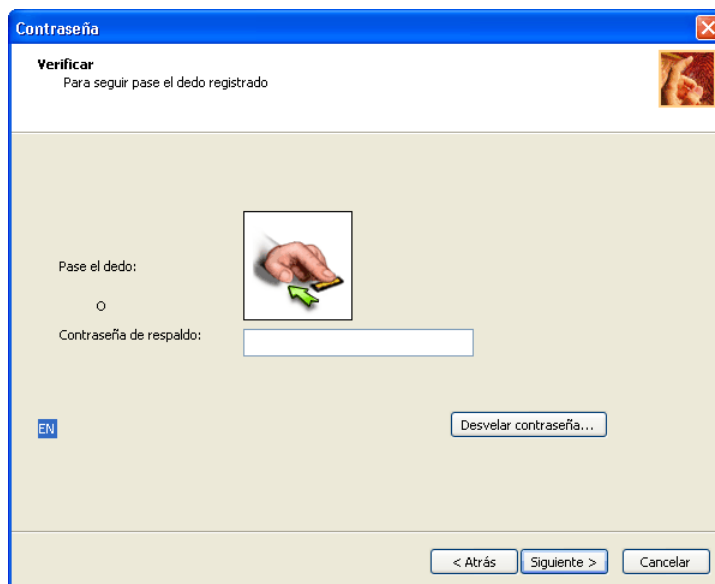 Contraseña
Verificar
Para seguir pase el dedo registrado
Pase el dedo:
O
Contraseña de respaldo:
EN
Desvelar contraseña...
< Atrás
Siguiente >
Cancelar